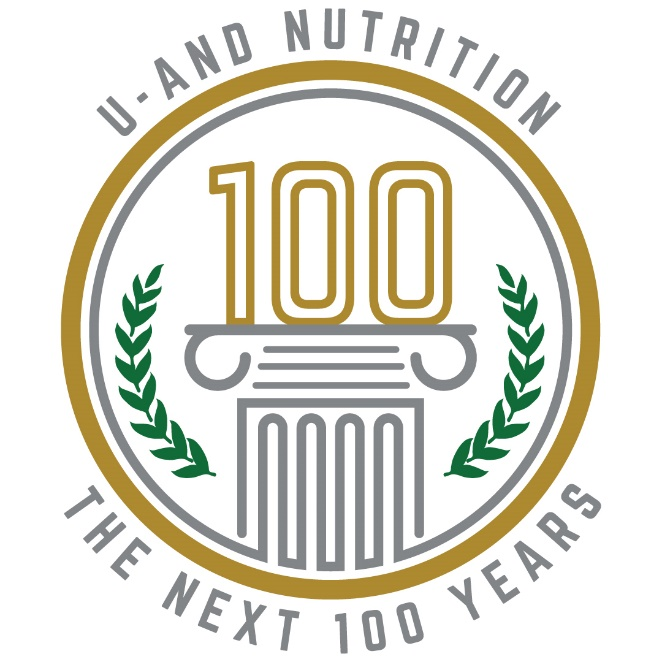 U-AND NUTRITION
100
THE NEXT 100 YEARS